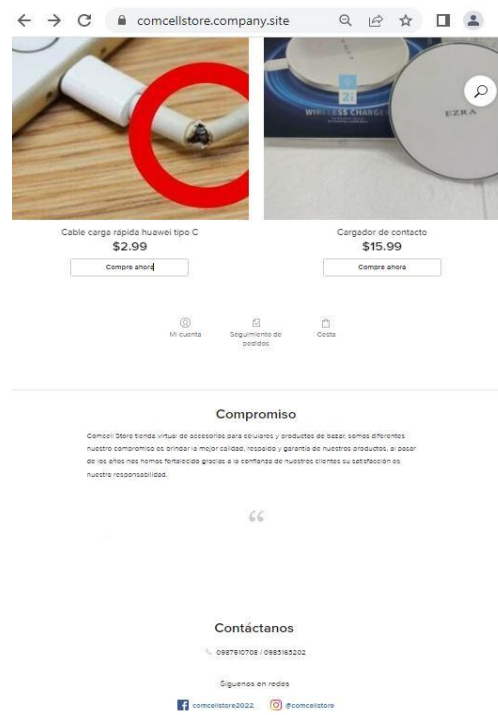 comcellstore.company.site
2i
WIRELESS CHARGER
EZRA
Cable carga rápida huawei tipo C
$2.99
Compre ahora
Cargador de contacto
$15.99
Compre ahora
Mi cuenta
Seguimiento de
pedidos
Cesta
Compromiso
Comcell Store tienda virtual de accesorios para celulares y productos de bazar, somos diferentes
nuestro compromiso es brindar la mejor calidad, respaldo y garantía de nuestros productos, al pasar
de los años nos hemos fortalecido gracias a la confianza de nuestros clientes su satisfacción es
nuestra responsabilidad.
“
Contáctanos
0987610708 / 0983163202
Síguenos en redes
comcellstore2022
@comcellstore